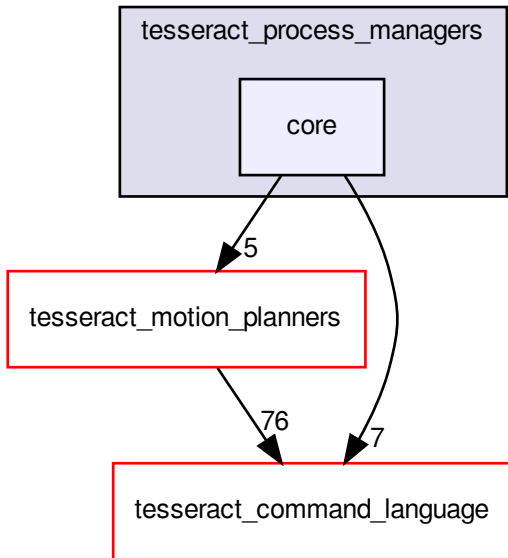 tesseract_process_managers
core
5
tesseract_motion_planners
76
7
tesseract_command_language